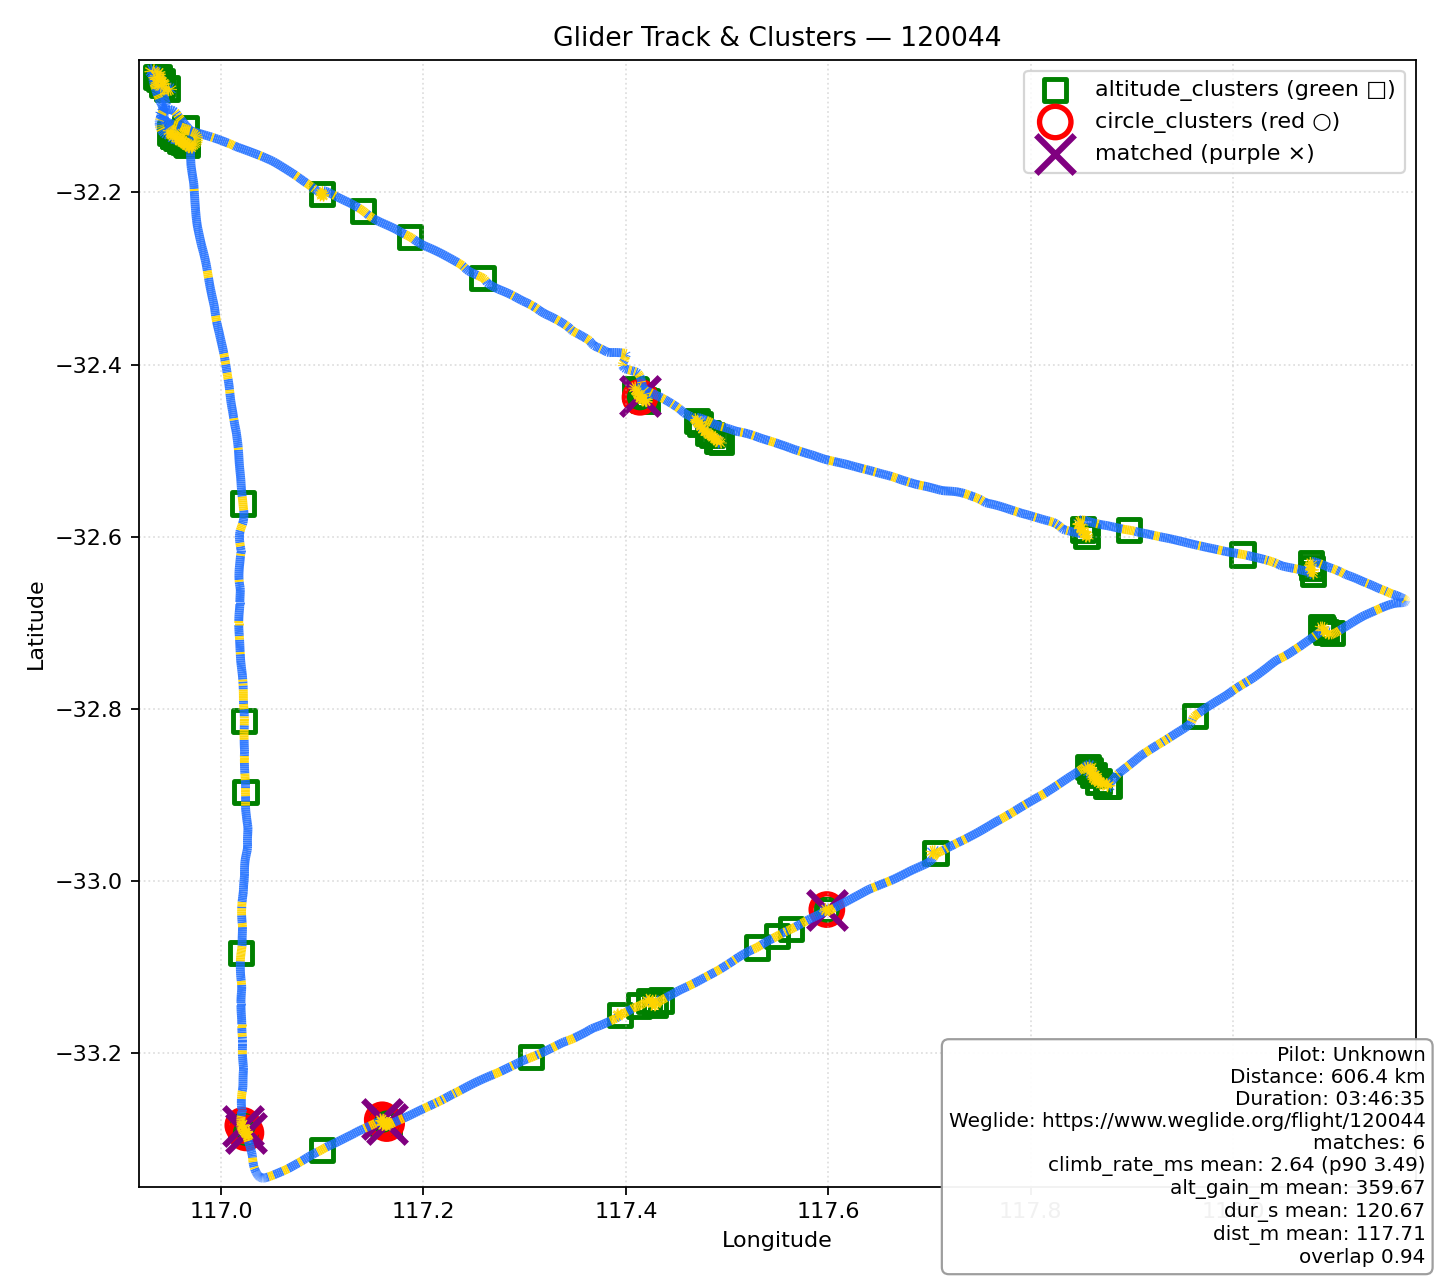 Glider Track & Clusters — 120044
altitude_clusters (green □)
circle_clusters (red ○)
matched (purple ×)
−32.2
−32.4
−32.6
−32.8
−33.0
−33.2
Latitude
117.0
117.2
117.4
117.6
117.8
Longitude
Pilot: Unknown
Distance: 606.4 km
Duration: 03:46:35
Weglide: https://www.weglide.org/flight/120044
matches: 6
climb_rate_ms mean: 2.64 (p90 3.49)
alt_gain_m mean: 359.67
dur_s mean: 120.67
dist_m mean: 117.71
overlap 0.94